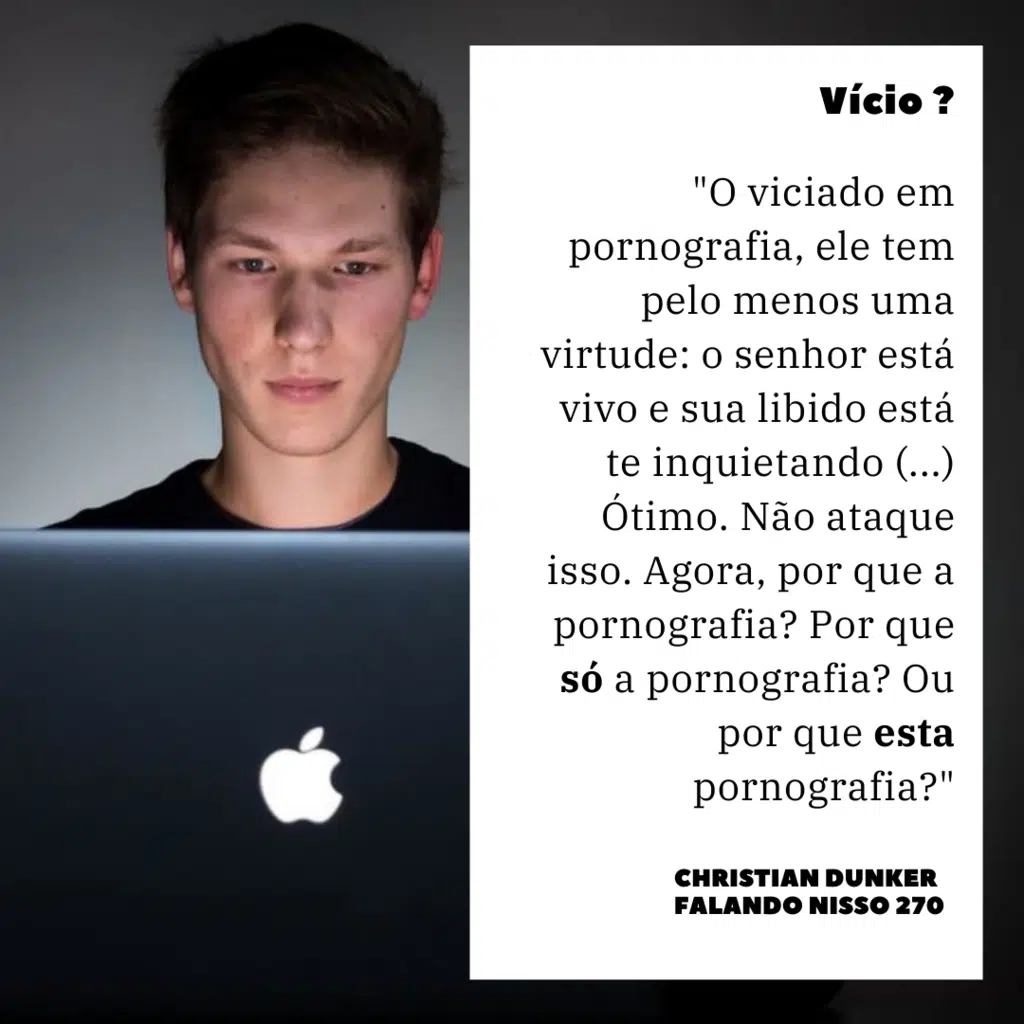 Vício ?
"O viciado em
pornografia, ele tem
pelo menos uma
virtude: o senhor está
vivo e sua libido está
te inquietando (...)
Ótimo. Não ataque
isso. Agora, por que a
pornografia? Por que
só a pornografia? Ou
por que esta
pornografia?"
CHRISTIAN DUNKER
FALANDO NISSO 270